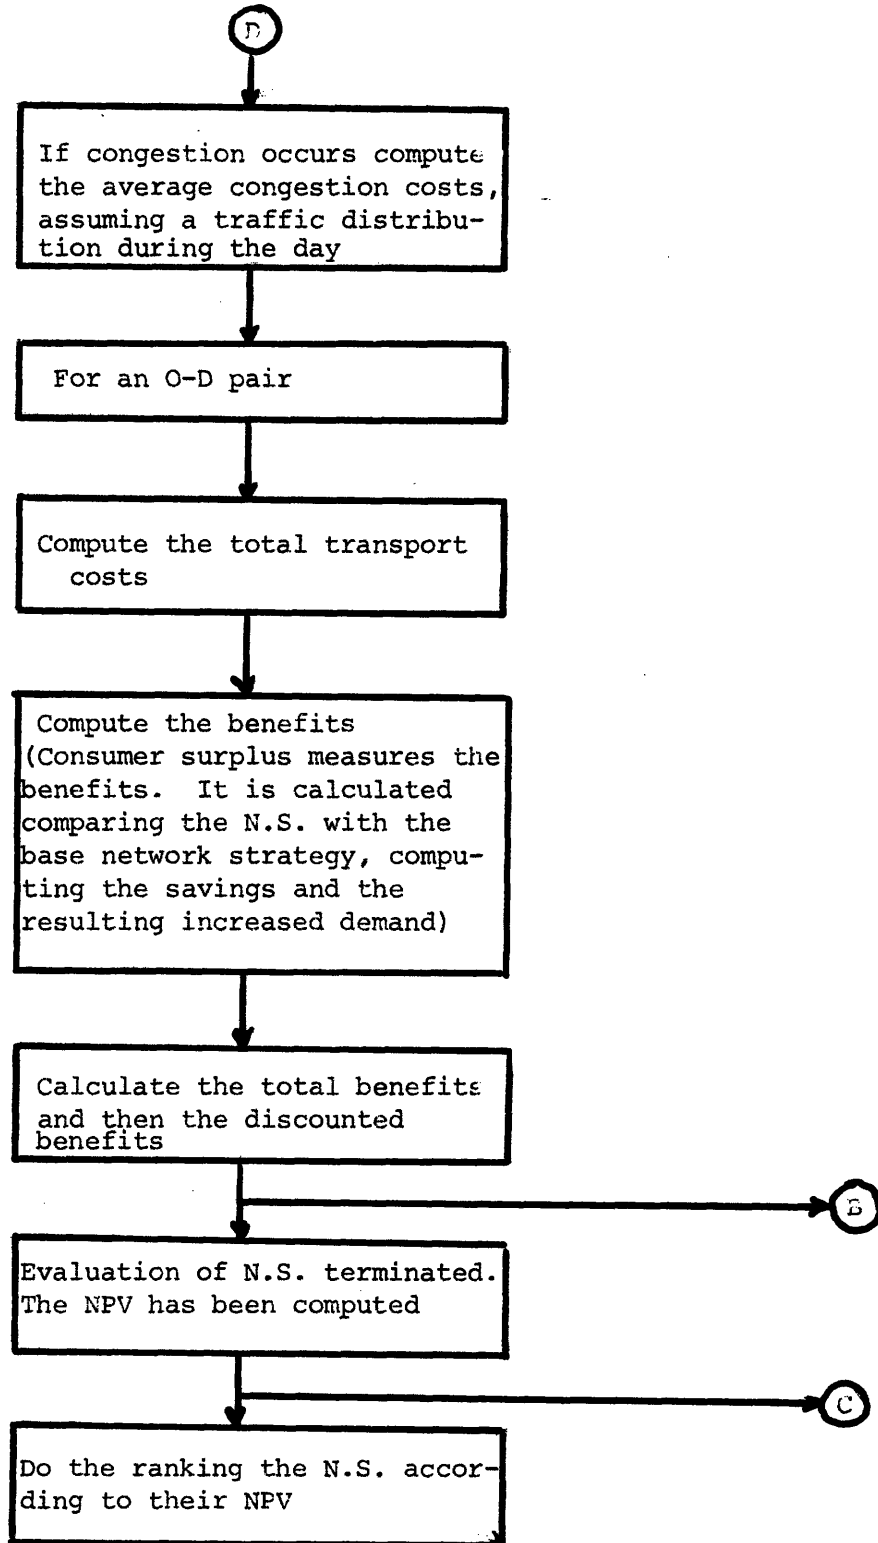 D
If congestion occurs compute
the average congestion costs,
assuming a traffic distribu-
tion during the day
For an O-D pair
Compute the total transport
costs
Compute the benefits
(Consumer surplus measures the
benefits. It is calculated
comparing the N.S. with the
base network strategy, compu-
ting the savings and the
resulting increased demand)
Calculate the total benefits
and then the discounted
benefits
B
Evaluation of N.S. terminated.
The NPV has been computed
C
Do the ranking the N.S. accor-
ding to their NPV